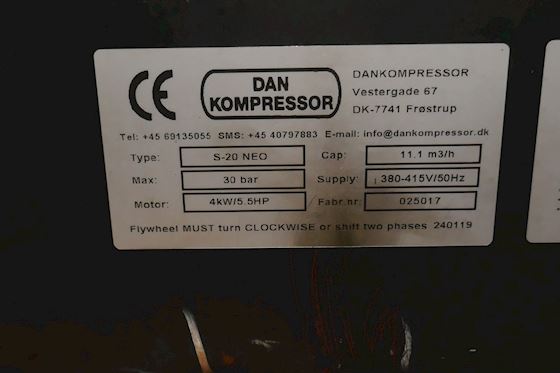 CE
DAN
KOMPRESSOR
DANKOMPRESSOR
Vestergade 67
DK-7741 Frøstrup
Tel: +45 69135055 SMS: +45 40797883 E-mail: info@dankompressor.dk
Type: S-20 NEO Cap: 11.1 m3/h
Max: 30 bar Supply: 380-415V/50Hz
Motor: 4kW/5.5HP Fabr.nr: 025017
Flywheel MUST turn CLOCKWISE or shift two phases 240119